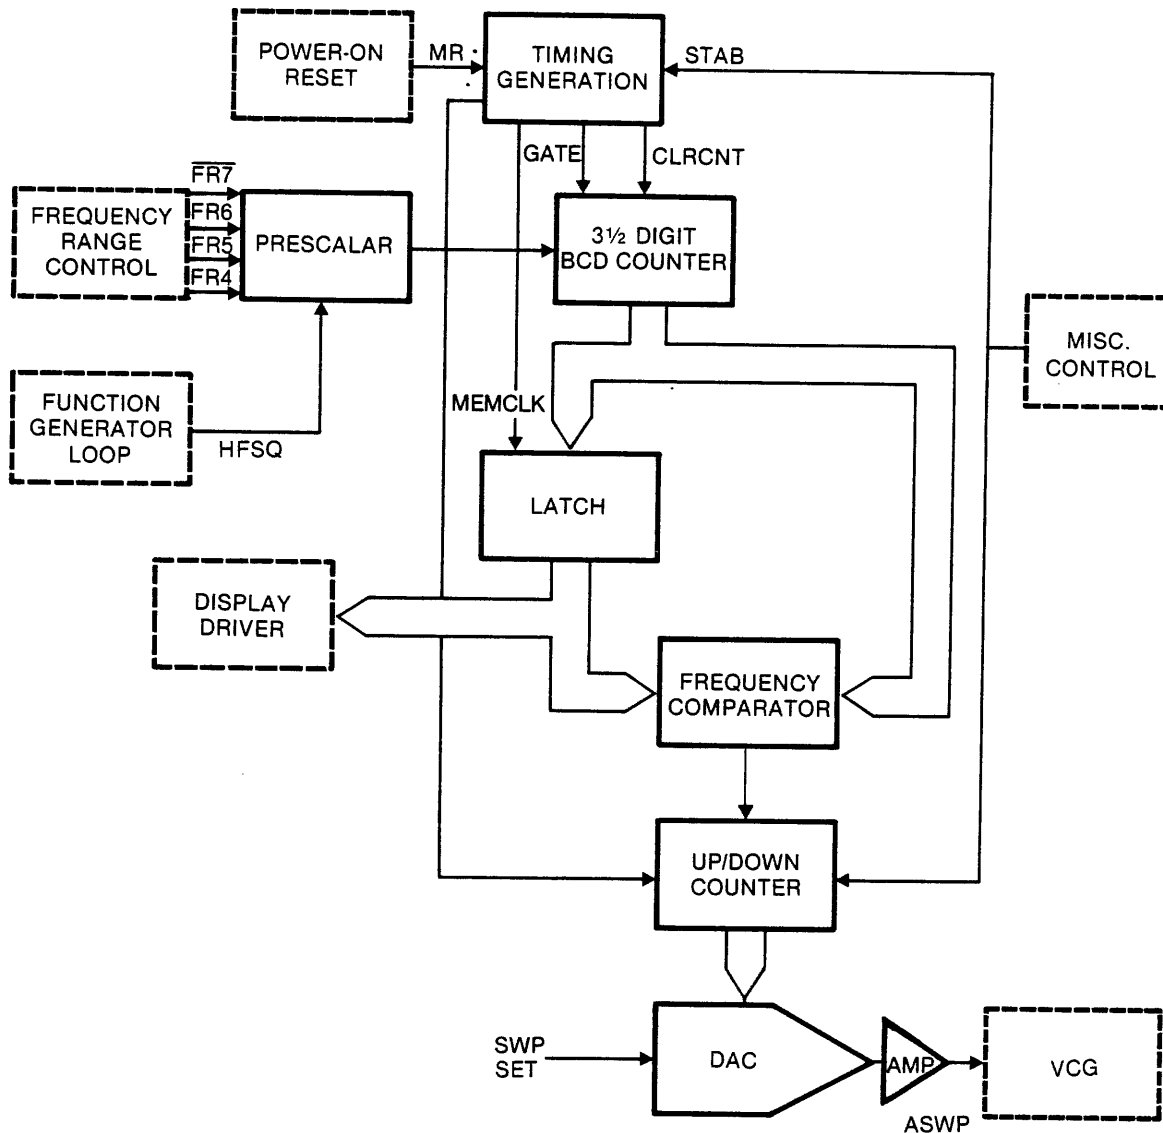 POWER-ON
RESET
MR
TIMING
GENERATION
STAB
GATE
CLRCNT
FREQUENCY
RANGE
CONTROL
FR7
FR6
FR5
FR4
PRESCALAR
3½ DIGIT
BCD COUNTER
MISC.
CONTROL
FUNCTION
GENERATOR
LOOP
HFSQ
MEMCLK
LATCH
DISPLAY
DRIVER
FREQUENCY
COMPARATOR
UP/DOWN
COUNTER
SWP
SET
DAC
AMP
ASWP
VCG